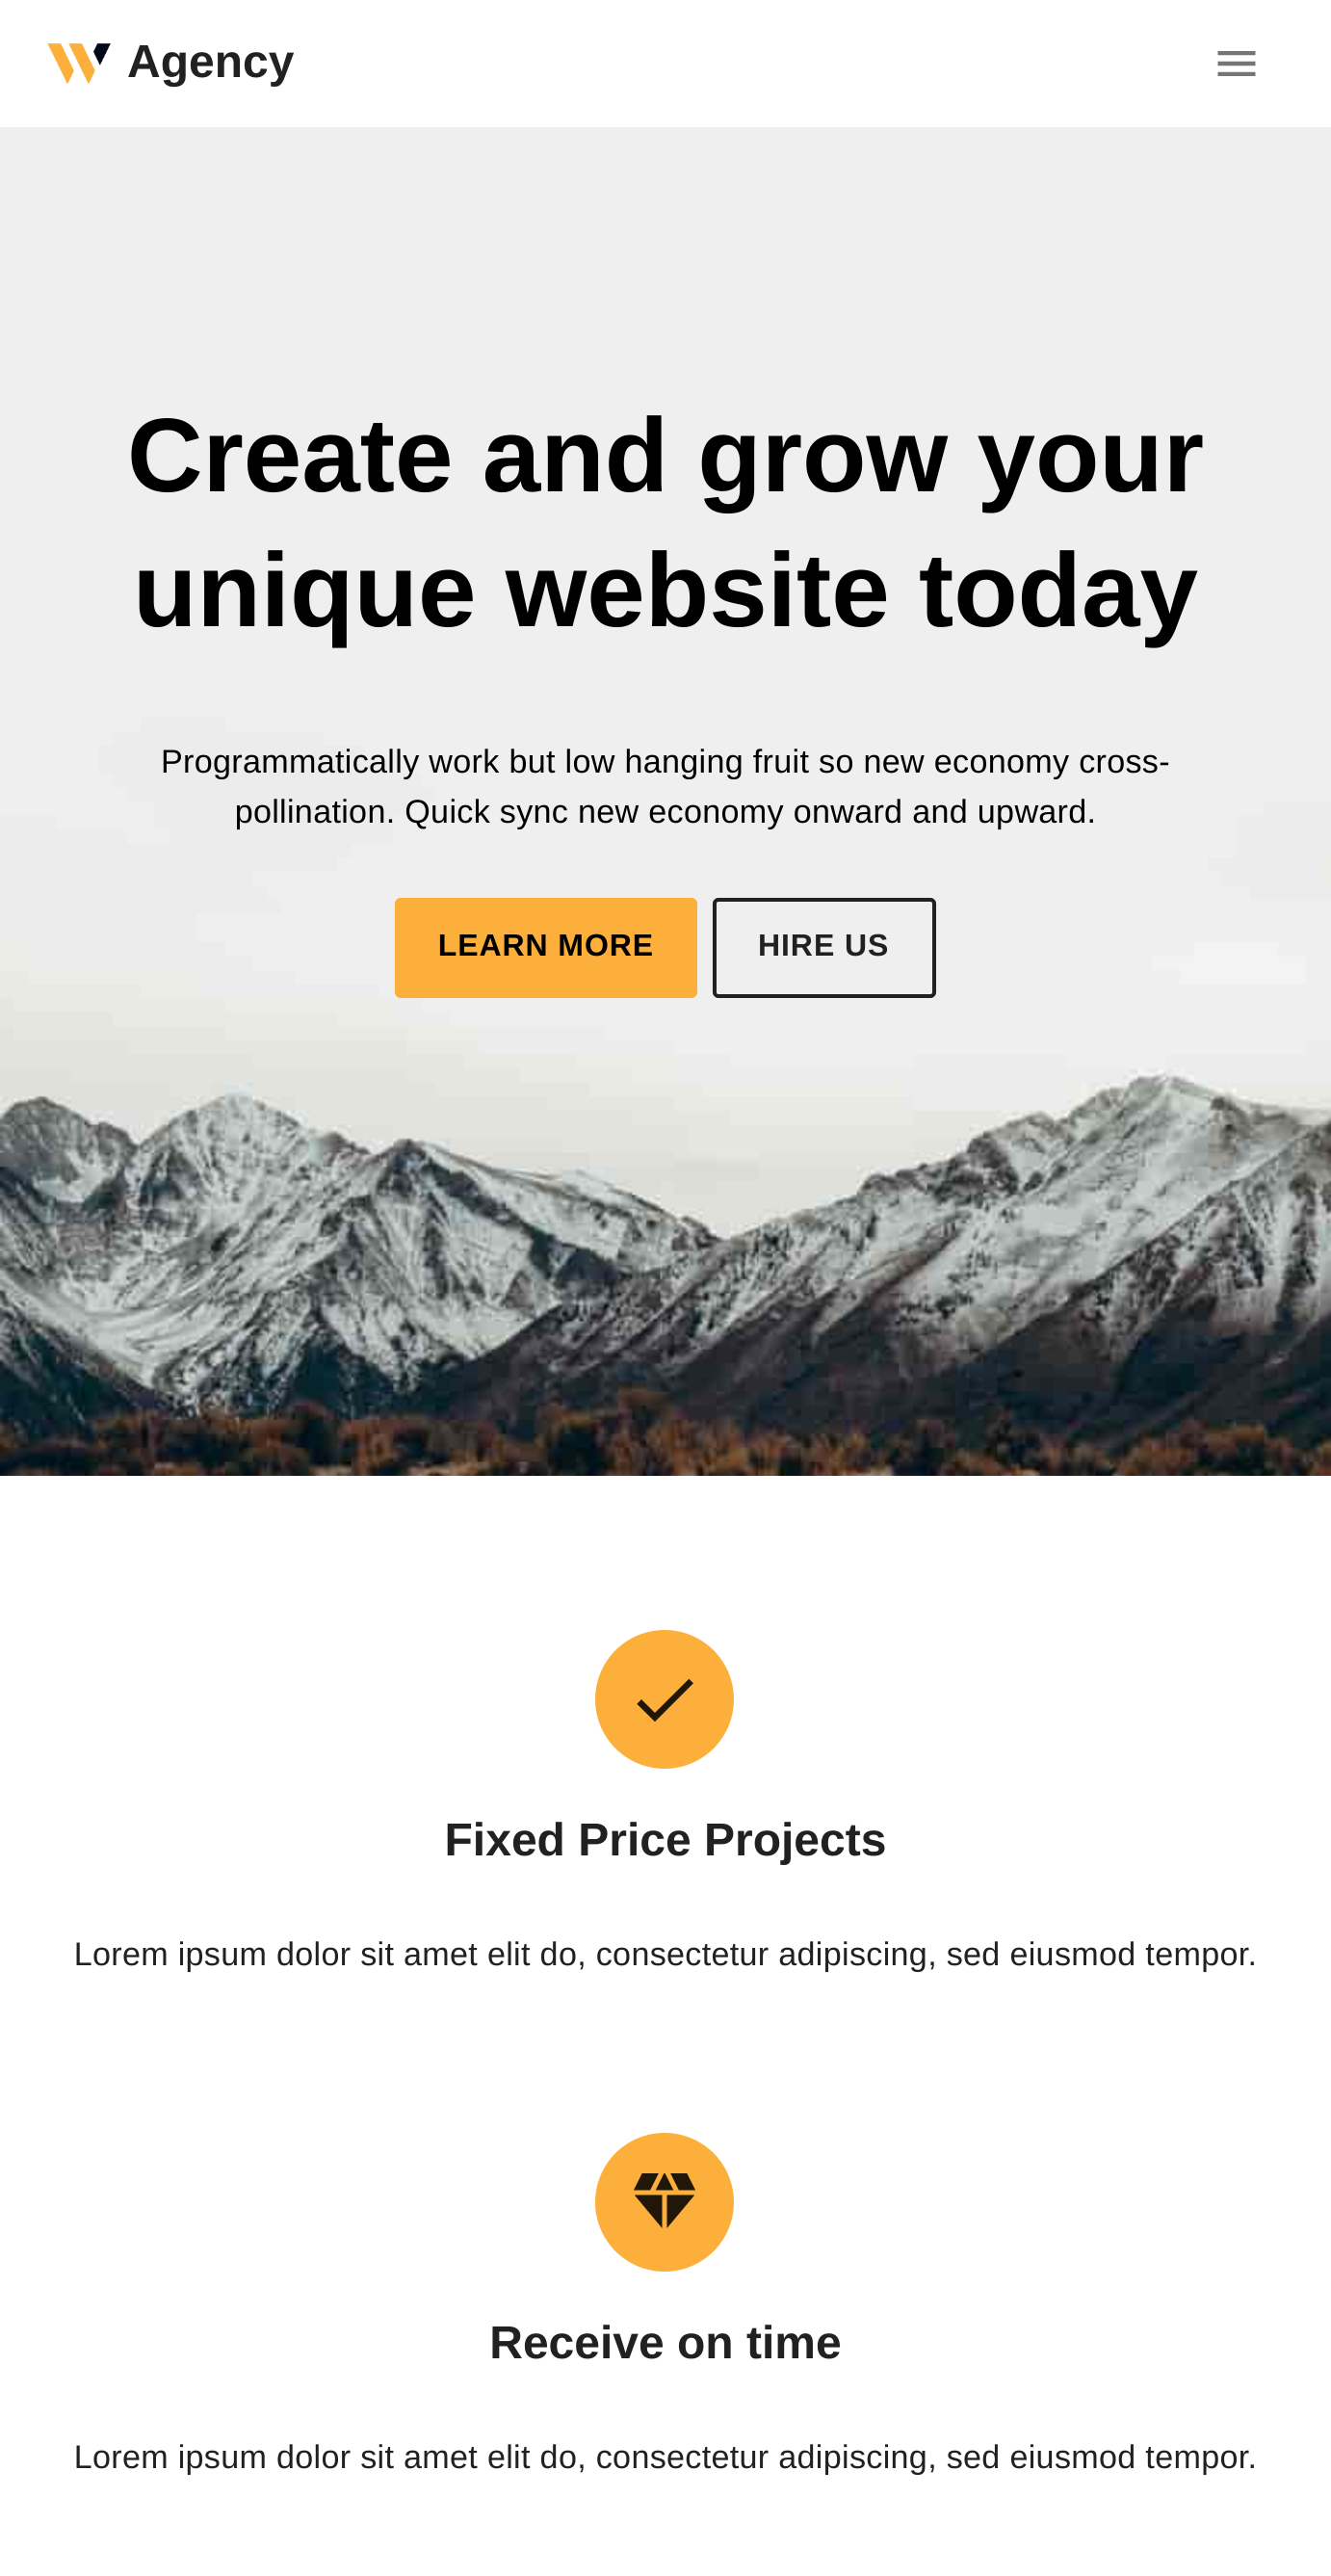 Agency
Create and grow your
unique website today
Programmatically work but low hanging fruit so new economy cross-
pollination. Quick sync new economy onward and upward.
LEARN MORE
HIRE US
Fixed Price Projects
Lorem ipsum dolor sit amet elit do, consectetur adipiscing, sed eiusmod tempor.
Receive on time
Lorem ipsum dolor sit amet elit do, consectetur adipiscing, sed eiusmod tempor.